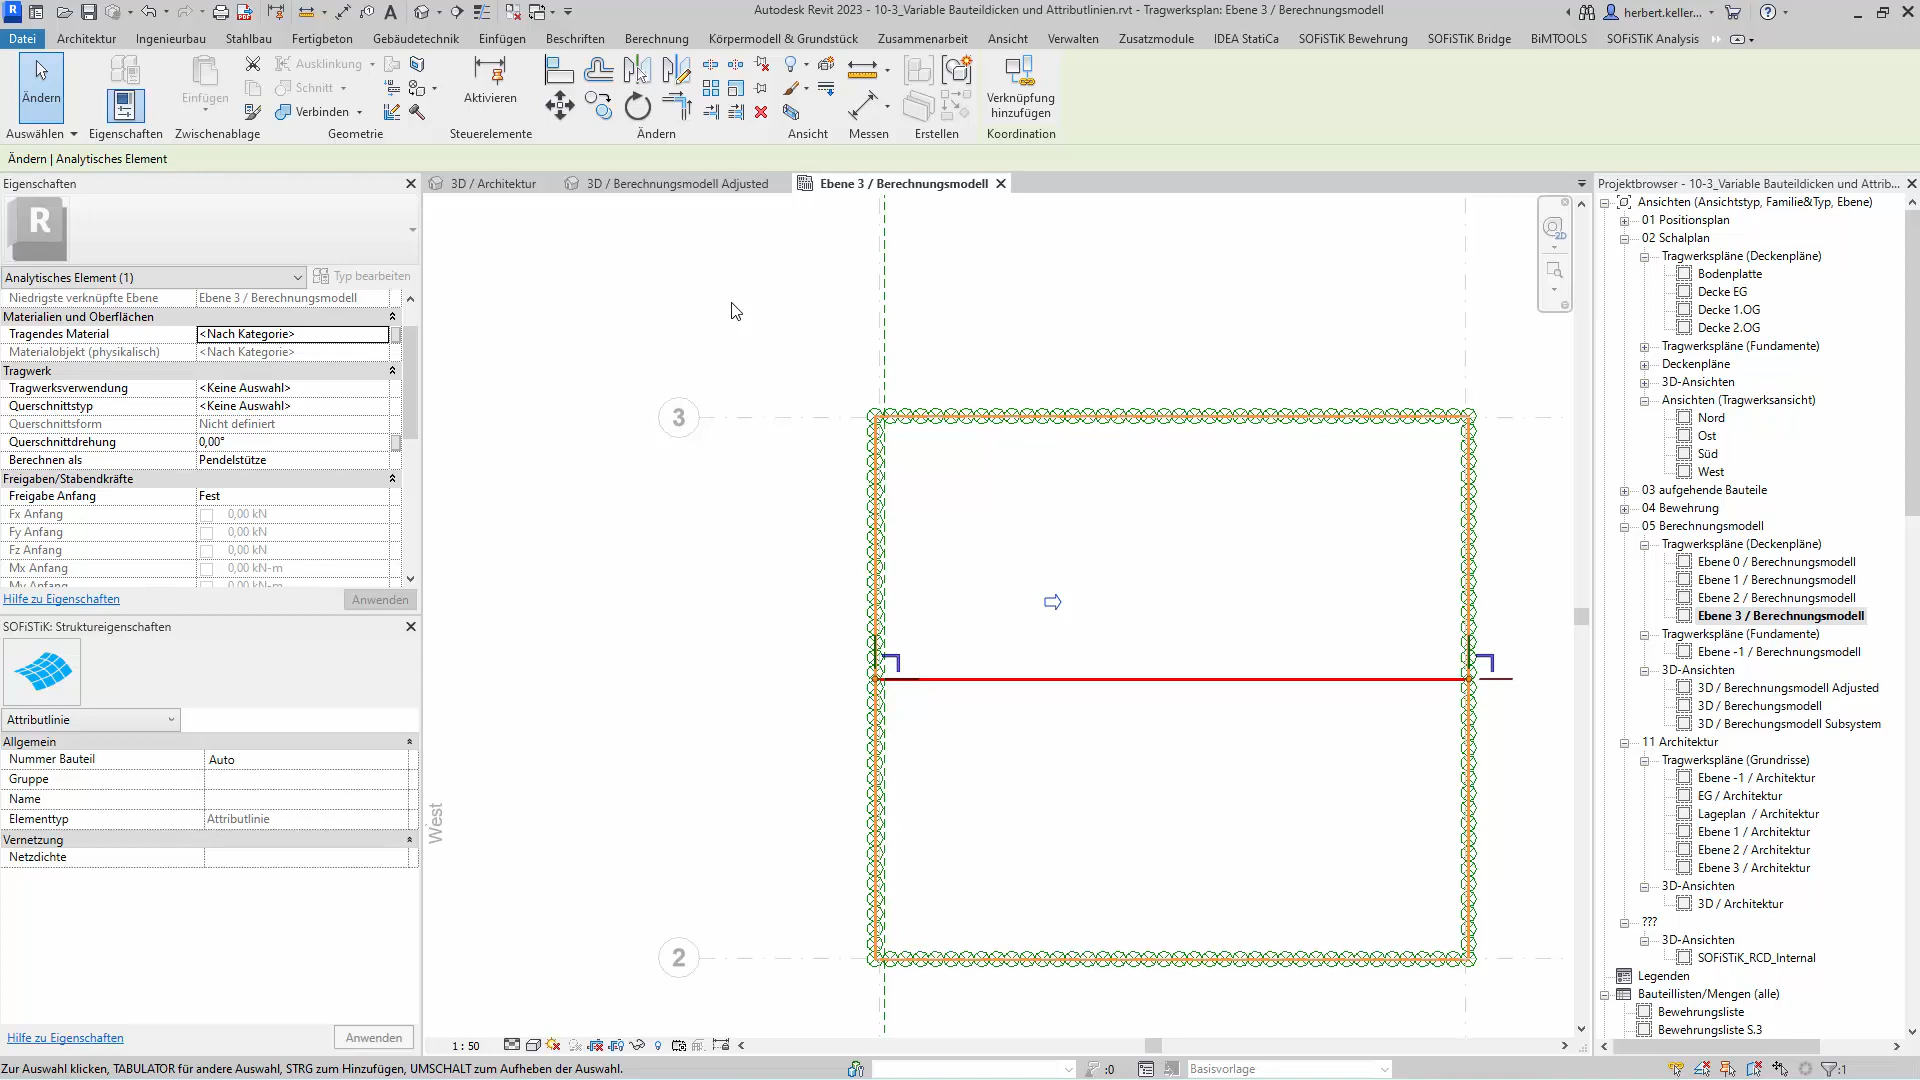 Autodesk Revit 2023 - 10-3_Variable Bauteildicken und Attributlinien.rvt - Tragwerksplan: Ebene 3 / Berechnungsmodell
herbert.keller...
Datei Architektur Ingenieurbau Stahlbau Fertigbeton Gebäudetechnik Einfügen Beschriften Berechnung Körpermodell & Grundstück Zusammenarbeit Ansicht Verwalten Zusatzmodule IDEA StatiCa SOFiSTiK Bewehrung SOFiSTiK Bridge BiMTOOLS SOFiSTiK Analysis
Ändern
Einfügen
Ausklinkung
Schnitt
Verbinden
Aktivieren
Verknüpfung
hinzufügen
Auswählen Eigenschaften Zwischenablage Geometrie Steuerelemente Ändern Ansicht Messen Erstellen Koordination
Ändern | Analytisches Element
Eigenschaften
3D / Architektur
3D / Berechnungsmodell Adjusted
Ebene 3 / Berechnungsmodell
Projektbrowser - 10-3_Variable Bauteildicken und Attrib...
R
Analytisches Element (1)
Typ bearbeiten
Niedrigste verknüpfte Ebene Ebene 3 / Berechnungsmodell
Materialien und Oberflächen
Tragendes Material <Nach Kategorie>
Materialobjekt (physikalisch) <Nach Kategorie>
Tragwerk
Tragwerksverwendung <Keine Auswahl>
Querschnittstyp <Keine Auswahl>
Querschnittsform Nicht definiert
Querschnittdrehung 0,00°
Berechnen als Pendelstütze
Freigaben/Stabendkräfte
Freigabe Anfang Fest
Fx Anfang 0,00 kN
Fy Anfang 0,00 kN
Fz Anfang 0,00 kN
Mx Anfang 0,00 kN-m
My Anfang 0,00 kN-m
Hilfe zu Eigenschaften
Anwenden
SOFiSTiK: Struktureigenschaften
Attributlinie
Allgemein
Nummer Bauteil Auto
Gruppe
Name
Elementtyp Attributlinie
Vernetzung
Netzdichte
Hilfe zu Eigenschaften
Anwenden
3
West
2
2D
Ansichten (Ansichtstyp, Familie&Typ, Ebene)
01 Positionsplan
02 Schalplan
Tragwerkspläne (Deckenpläne)
Bodenplatte
Decke EG
Decke 1.OG
Decke 2.OG
Tragwerkspläne (Fundamente)
Deckenpläne
3D-Ansichten
Ansichten (Tragwerksansicht)
Nord
Ost
Süd
West
03 aufgehende Bauteile
04 Bewehrung
05 Berechnungsmodell
Tragwerkspläne (Deckenpläne)
Ebene 0 / Berechnungsmodell
Ebene 1 / Berechnungsmodell
Ebene 2 / Berechnungsmodell
Ebene 3 / Berechnungsmodell
Tragwerkspläne (Fundamente)
Ebene -1 / Berechnungsmodell
3D-Ansichten
3D / Berechnungsmodell Adjusted
3D / Berechnungsmodell
3D / Berechungsmodell Subsystem
11 Architektur
Tragwerkspläne (Grundrisse)
Ebene -1 / Architektur
EG / Architektur
Lageplan / Architektur
Ebene 1 / Architektur
Ebene 2 / Architektur
Ebene 3 / Architektur
3D-Ansichten
3D / Architektur
???
3D-Ansichten
SOFiSTiK_RCD_Internal
Legenden
Bauteillisten/Mengen (alle)
Bewehrungsliste
Bewehrungsliste S.3
1 : 50
Zur Auswahl klicken, TABULATOR für andere Auswahl, STRG zum Hinzufügen, UMSCHALT zum Aufheben der Auswahl.
:0
Basisvorlage
:1